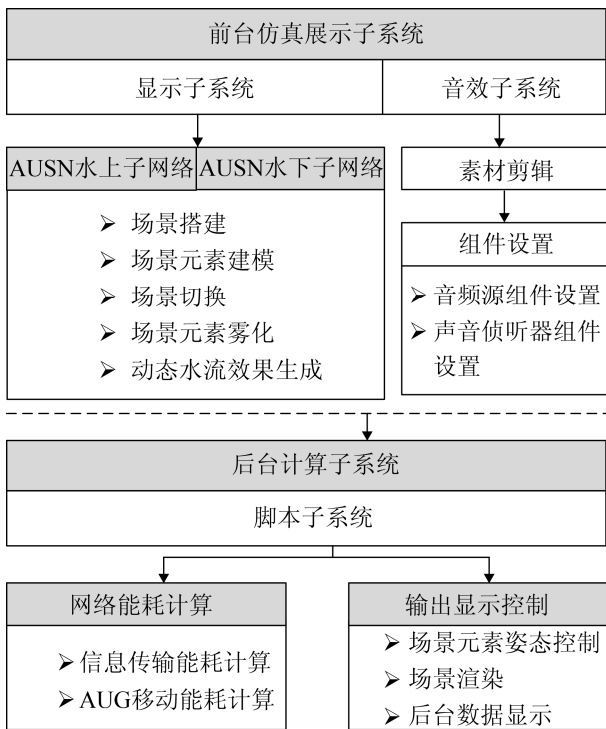 前台仿真展示子系统
显示子系统
音效子系统
AUSN水上子网络
AUSN水下子网络
➢ 场景搭建
➢ 场景元素建模
➢ 场景切换
➢ 场景元素雾化
➢ 动态水流效果生成
素材剪辑
组件设置
➢ 音频源组件设置
➢ 声音侦听器组件
设置
后台计算子系统
脚本子系统
网络能耗计算
➢ 信息传输能耗计算
➢ AUG移动能耗计算
输出显示控制
➢ 场景元素姿态控制
➢ 场景渲染
➢ 后台数据显示